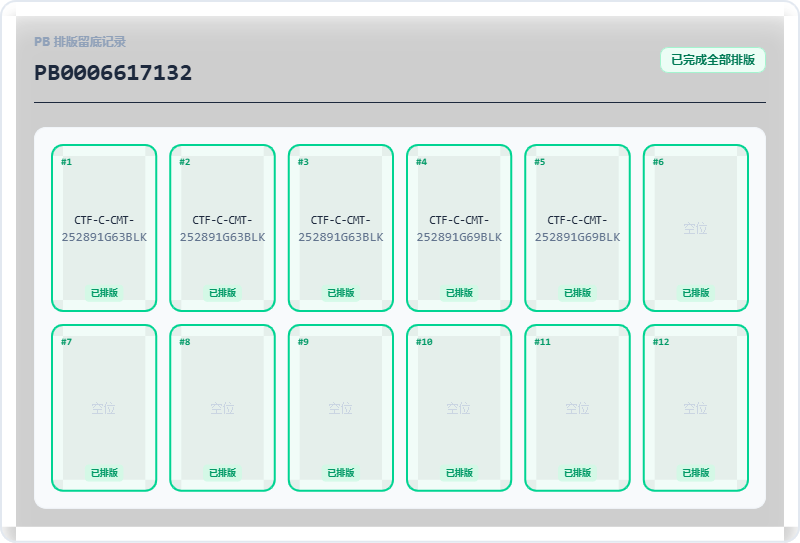 PB 排版留底记录
PB0006617132
已完成全部排版
#1
CTF-C-CMT-
252891G63BLK
已排版
#2
CTF-C-CMT-
252891G63BLK
已排版
#3
CTF-C-CMT-
252891G63BLK
已排版
#4
CTF-C-CMT-
252891G69BLK
已排版
#5
CTF-C-CMT-
252891G69BLK
已排版
#6
空位
已排版
#7
空位
已排版
#8
空位
已排版
#9
空位
已排版
#10
空位
已排版
#11
空位
已排版
#12
空位
已排版